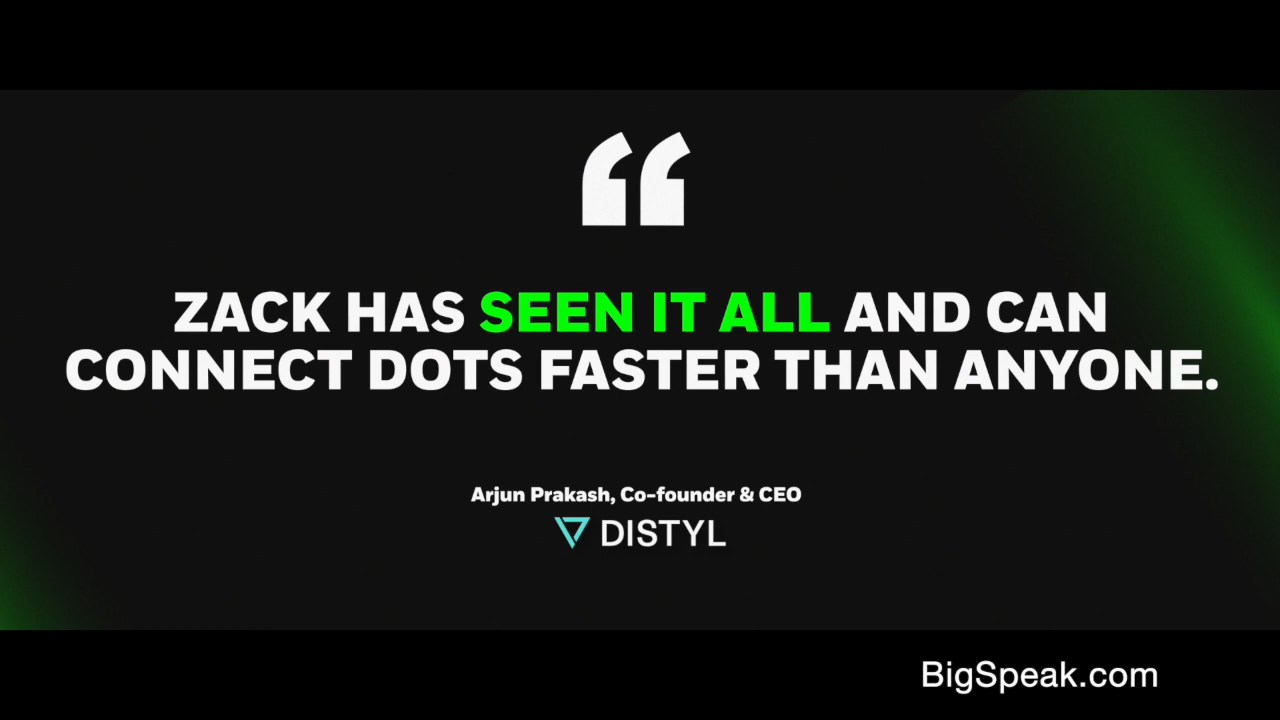 “
ZACK HAS SEEN IT ALL AND CAN
CONNECT DOTS FASTER THAN ANYONE.
Arjun Prakash, Co-founder & CEO
DISTYL
BigSpeak.com